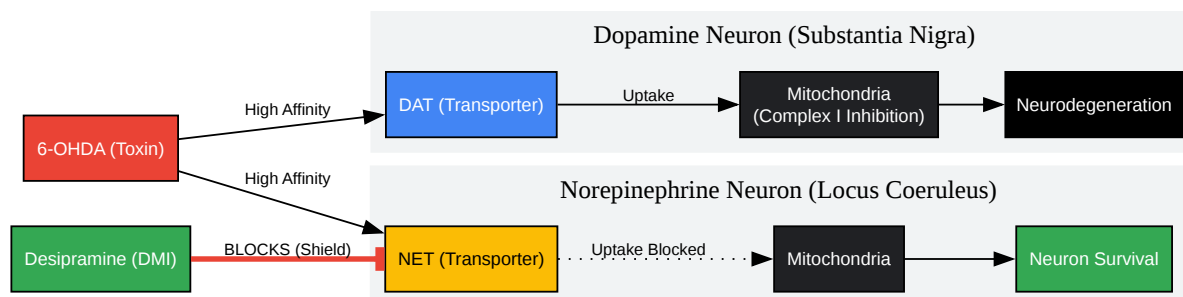 Dopamine Neuron (Substantia Nigra)
6-OHDA (Toxin)
High Affinity
DAT (Transporter)
Uptake
Mitochondria
(Complex I Inhibition)
Neurodegeneration
High Affinity
Norepinephrine Neuron (Locus Coeruleus)
Desipramine (DMI)
BLOCKS (Shield)
NET (Transporter)
Uptake Blocked
Mitochondria
Neuron Survival